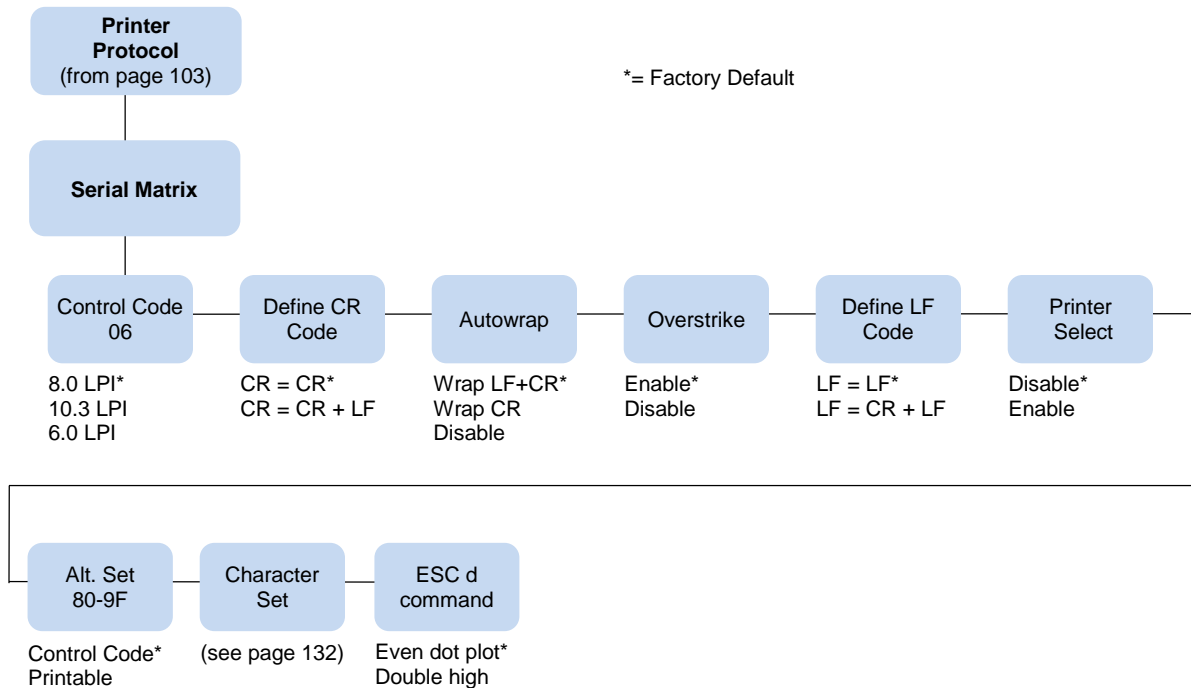 Printer
Protocol
(from page 103)
*= Factory Default
Serial Matrix
Control Code
06
8.0 LPI*
10.3 LPI
6.0 LPI
Define CR
Code
CR = CR*
CR = CR + LF
Autowrap
Wrap LF+CR*
Wrap CR
Disable
Overstrike
Enable*
Disable
Define LF
Code
LF = LF*
LF = CR + LF
Printer
Select
Disable*
Enable
Alt. Set
80-9F
Control Code*
Printable
Character
Set
(see page 132)
ESC d
command
Even dot plot*
Double high